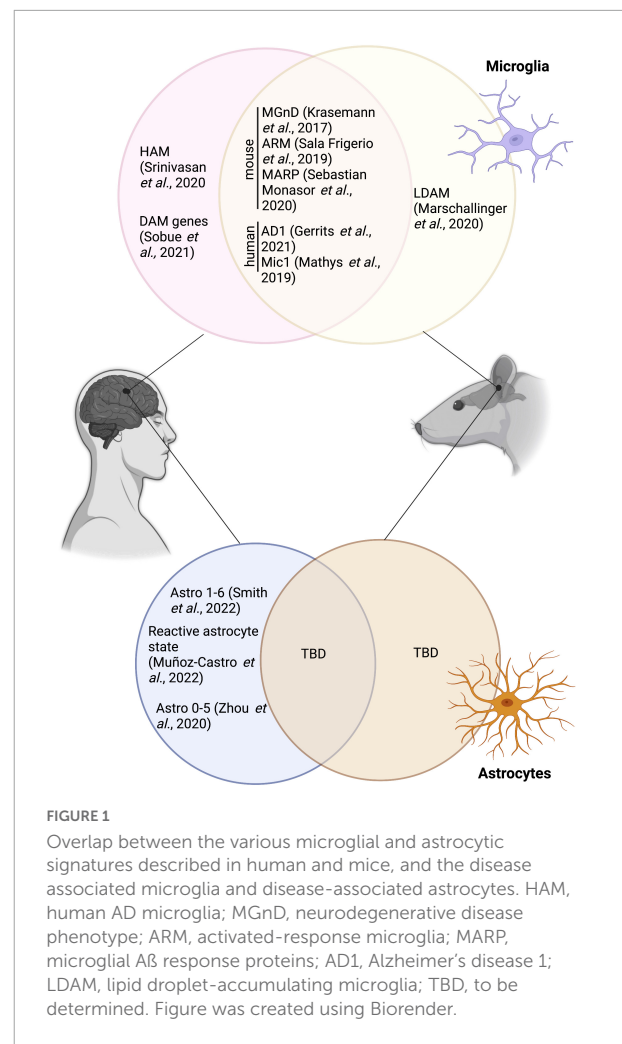 Microglia
HAM
(Srinivasan
et al., 2020
DAM genes
(Sobue et
al., 2021)
mouse
MGnD (Krasemann
et al., 2017)
ARM (Sala Frigerio
et al., 2019)
MARP (Sebastian
Monasor et al.,
2020)
human
AD1 (Gerrits et al.,
2021)
Mic1 (Mathys et al.,
2019)
LDAM
(Marschallinger
et al., 2020)
Astro 1-6 (Smith
et al., 2022)
Reactive astrocyte
state
(Muñoz-Castro et
al., 2022)
Astro 0-5 (Zhou et
al., 2020)
TBD
TBD
Astrocytes
FIGURE 1
Overlap between the various microglial and astrocytic
signatures described in human and mice, and the disease
associated microglia and disease-associated astrocytes. HAM,
human AD microglia; MGnD, neurodegenerative disease
phenotype; ARM, activated-response microglia; MARP,
microglial Aß response proteins; AD1, Alzheimer's disease 1;
LDAM, lipid droplet-accumulating microglia; TBD, to be
determined. Figure was created using Biorender.